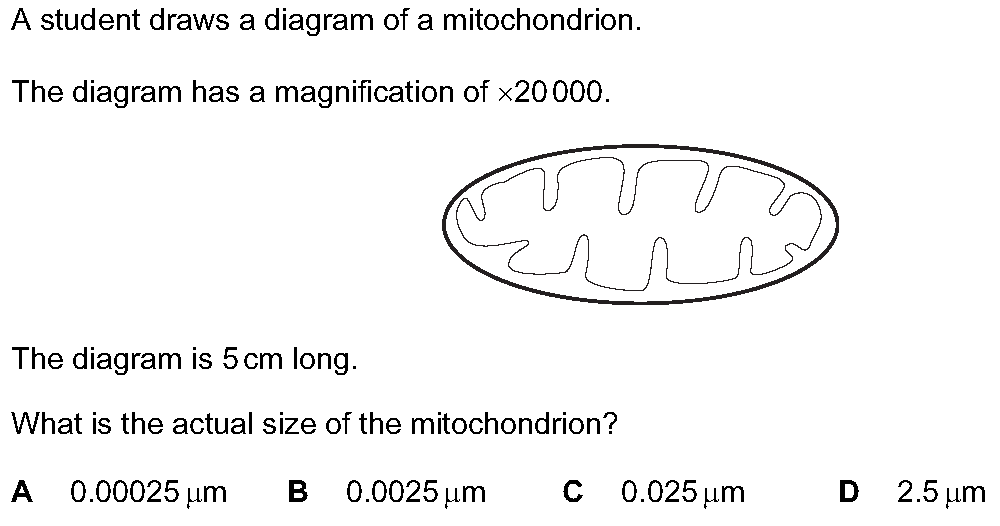 A student draws a diagram of a mitochondrion.
The diagram has a magnification of ×20 000.
The diagram is 5 cm long.
What is the actual size of the mitochondrion?
A 0.00025 μm B 0.0025 μm C 0.025 μm D 2.5 μm